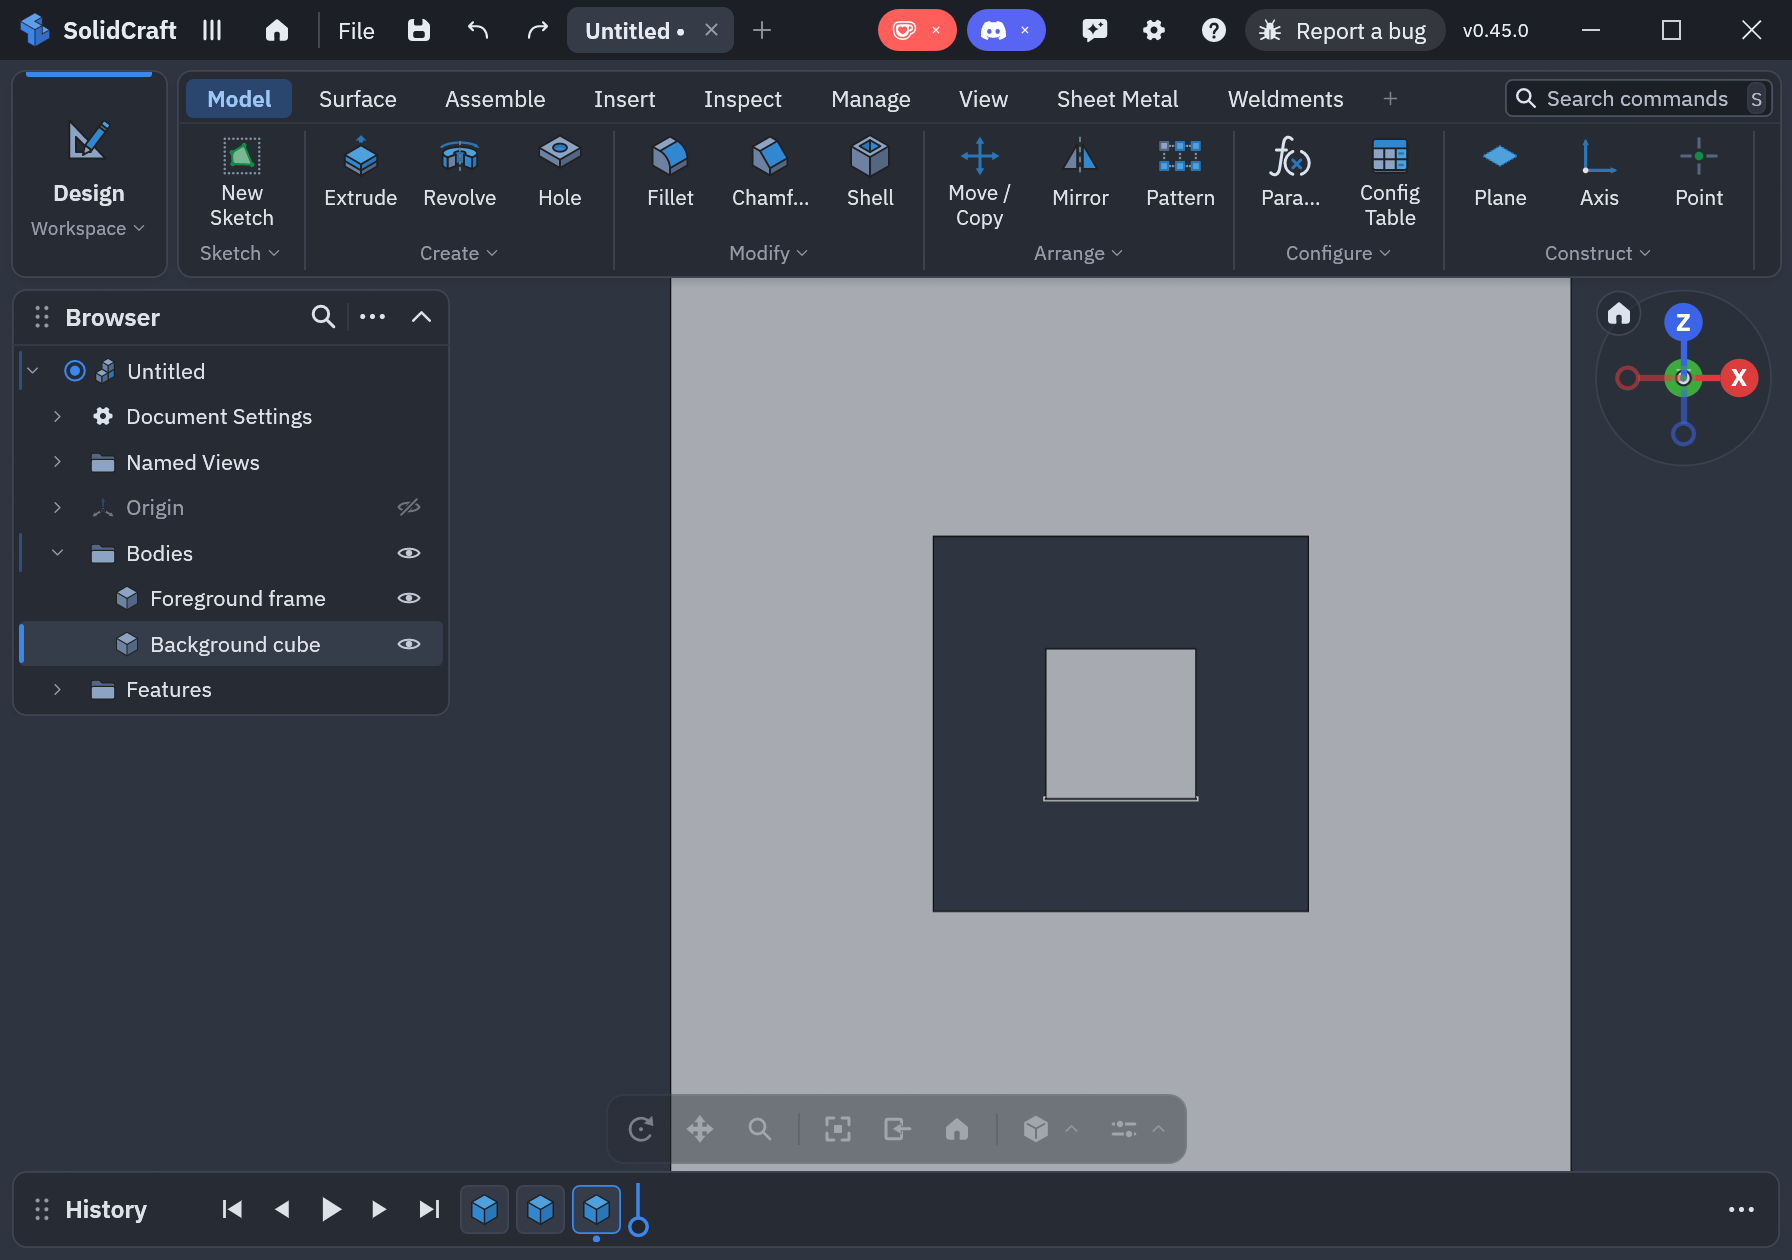 SolidCraft
File
Untitled •
Report a bug
v0.45.0
Design
Workspace
Model
Surface
Assemble
Insert
Inspect
Manage
View
Sheet Metal
Weldments
Search commands
S
New
Sketch
Extrude
Revolve
Hole
Fillet
Chamf...
Shell
Move /
Copy
Mirror
Pattern
Para...
Config
Table
Plane
Axis
Point
Sketch
Create
Modify
Arrange
Configure
Construct
Browser
Untitled
Document Settings
Named Views
Origin
Bodies
Foreground frame
Background cube
Features
Z
X
History